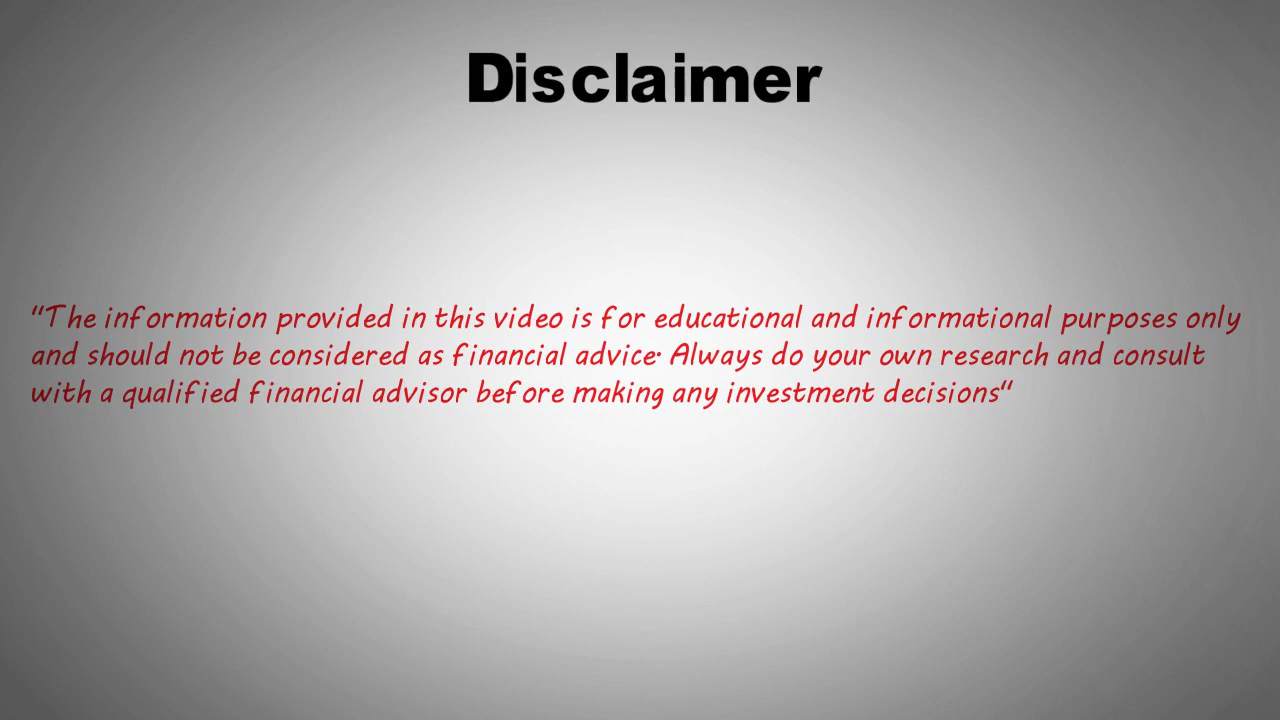 Disclaimer
“The information provided in this video is for educational and informational purposes only
and should not be considered as financial advice. Always do your own research and consult
with a qualified financial advisor before making any investment decisions“